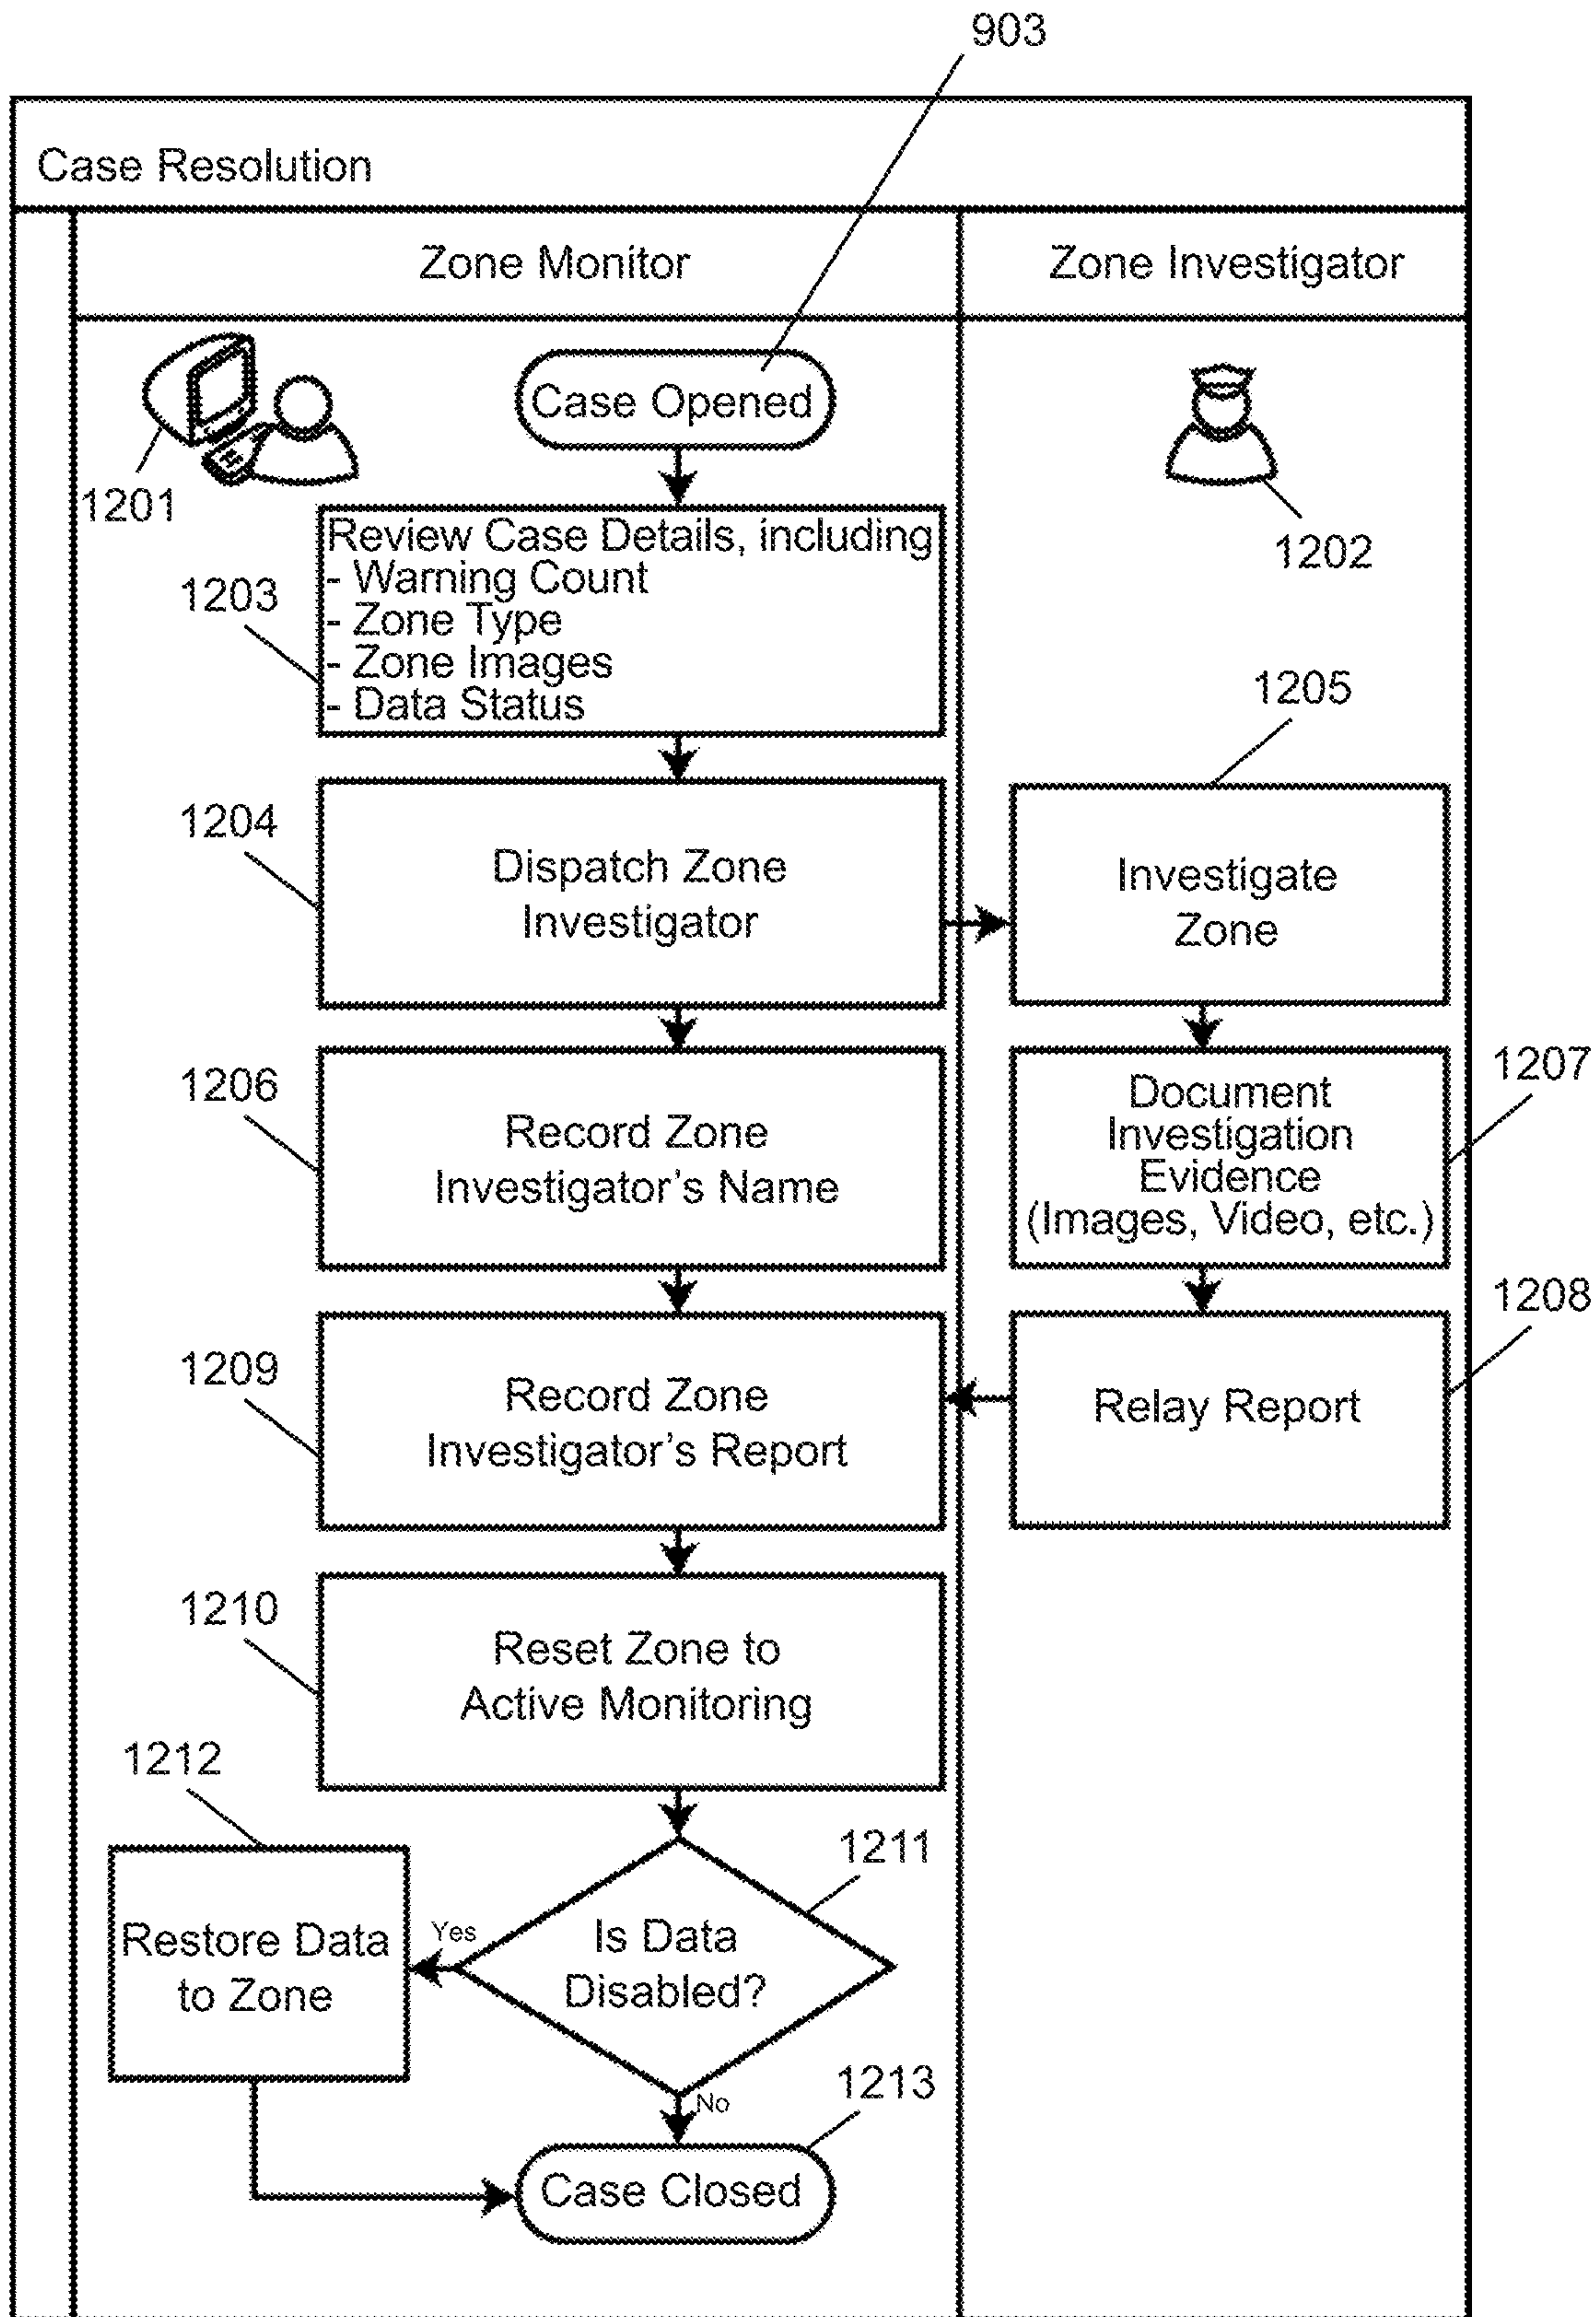 903
Case Resolution
Zone Monitor
Zone Investigator
Case Opened
1201
1202
Review Case Details, including
- Warning Count
- Zone Type
- Zone Images
- Data Status
1203
1205
1204
Dispatch Zone
Investigator
Investigate
Zone
1206
Record Zone
Investigator's Name
1207
Document
Investigation
Evidence
(Images, Video, etc.)
1208
1209
Record Zone
Investigator's Report
Relay Report
1210
Reset Zone to
Active Monitoring
1212
1211
Restore Data
to Zone
Yes
Is Data
Disabled?
No
1213
Case Closed